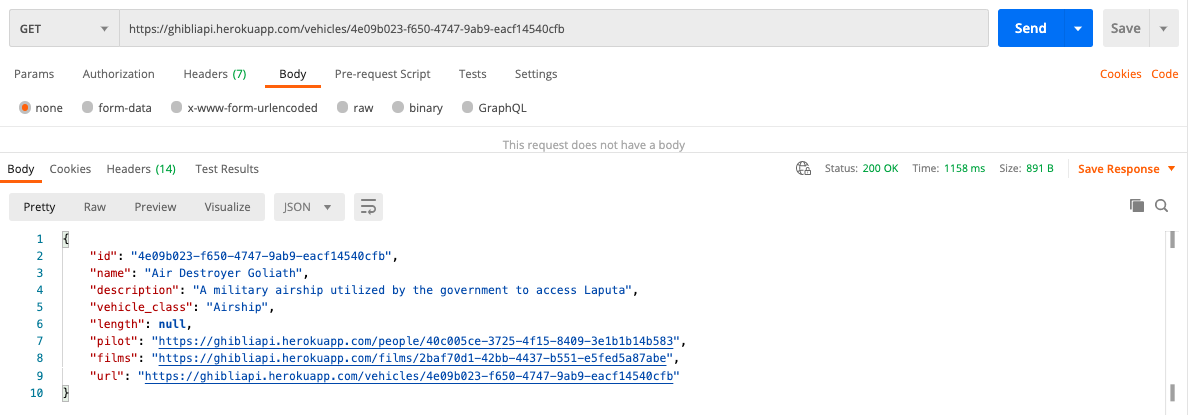 GET https://ghibliapi.herokuapp.com/vehicles/4e09b023-f650-4747-9ab9-eacf14540cfb Send Save
Params Authorization Headers (7) Body Pre-request Script Tests Settings Cookies Code
none form-data x-www-form-urlencoded raw binary GraphQL
This request does not have a body
Body Cookies Headers (14) Test Results Status: 200 OK Time: 1158 ms Size: 891 B Save Response
Pretty Raw Preview Visualize JSON
1 {
2 "id": "4e09b023-f650-4747-9ab9-eacf14540cfb",
3 "name": "Air Destroyer Goliath",
4 "description": "A military airship utilized by the government to access Laputa",
5 "vehicle_class": "Airship",
6 "length": null,
7 "pilot": "https://ghibliapi.herokuapp.com/people/40c005ce-3725-4f15-8409-3e1b1b14b583",
8 "films": "https://ghibliapi.herokuapp.com/films/2baf70d1-42bb-4437-b551-e5fed5a87abe",
9 "url": "https://ghibliapi.herokuapp.com/vehicles/4e09b023-f650-4747-9ab9-eacf14540cfb"
10 }